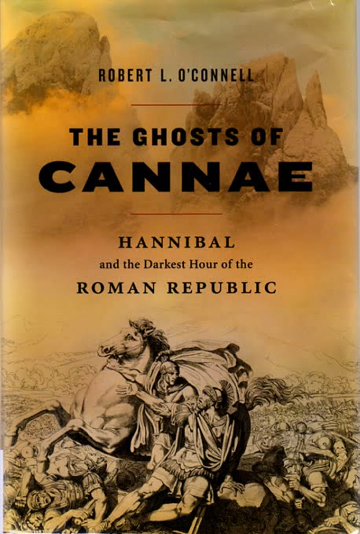 ROBERT L. O'CONNELL
THE GHOSTS OF
CANNAE
HANNIBAL
and the Darkest Hour of the
ROMAN REPUBLIC